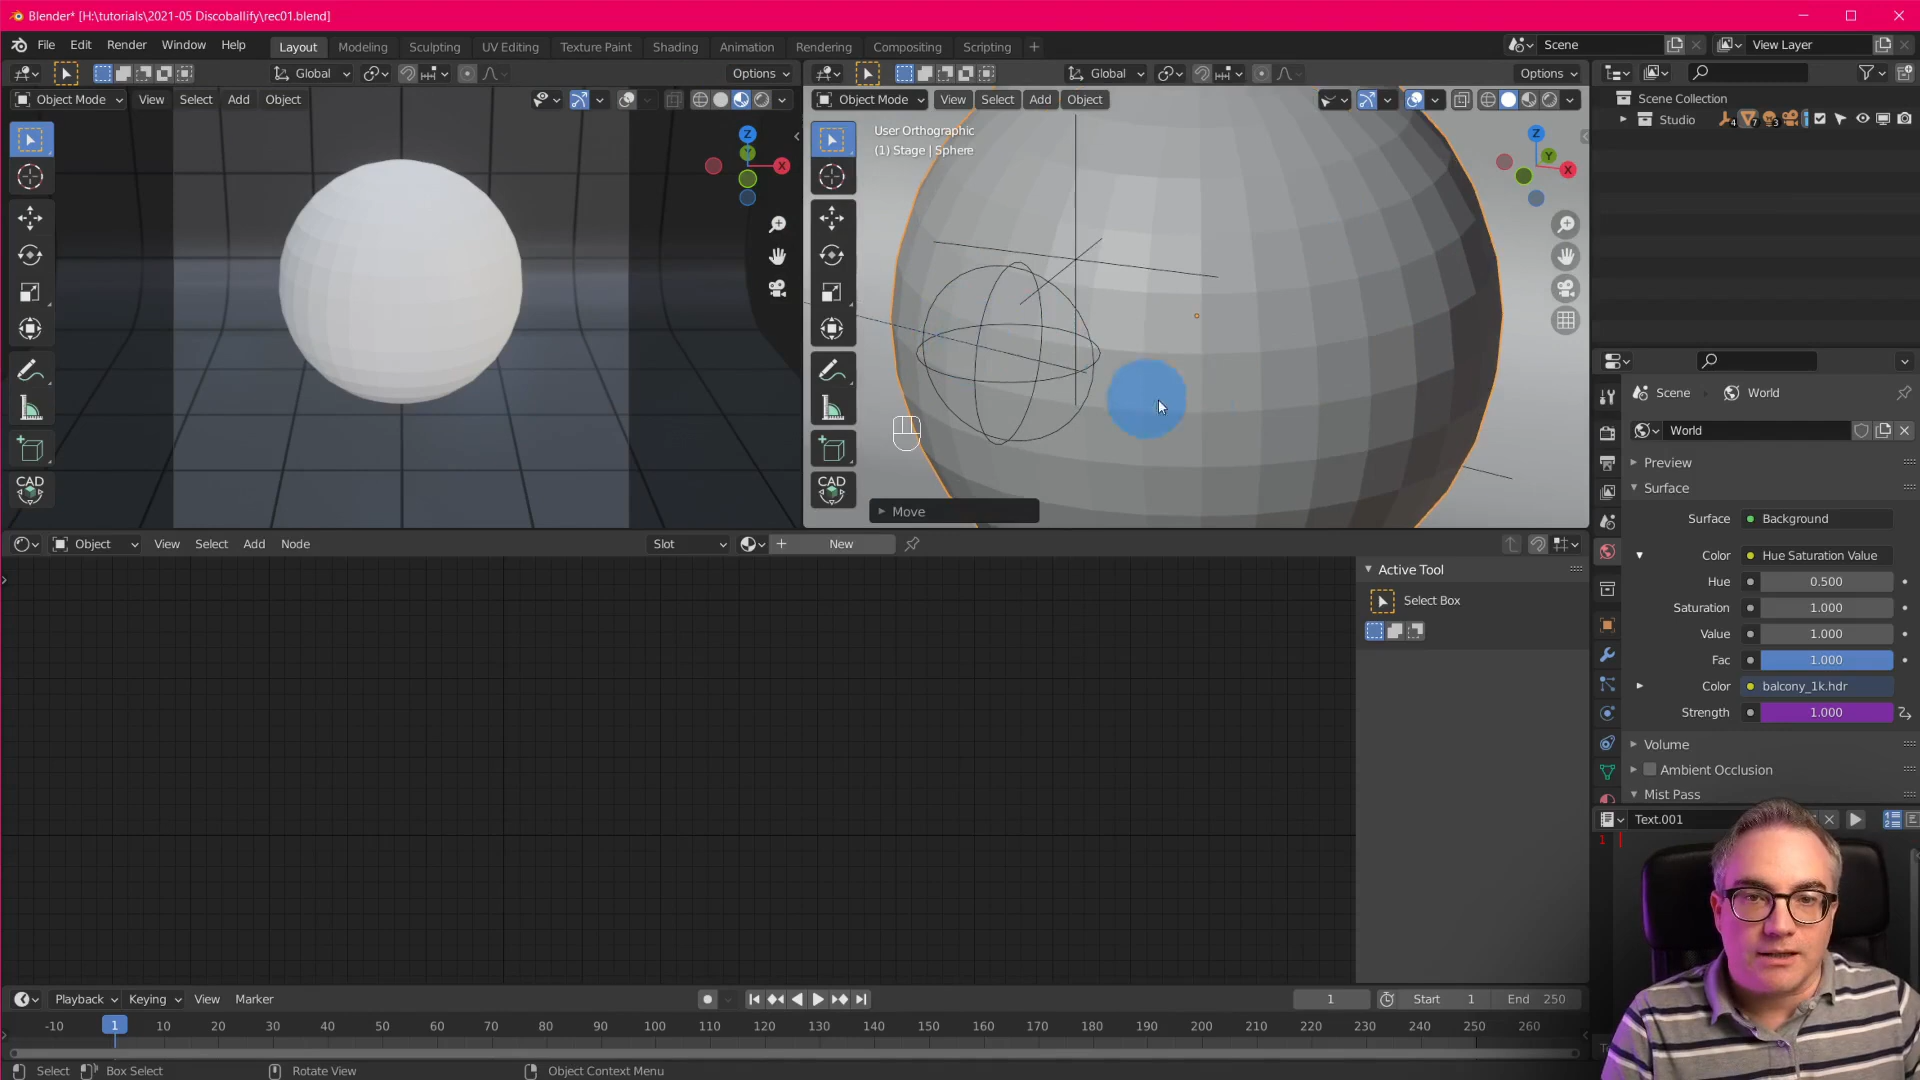 Blender* [H:\tutorials\2021-05 Discoballify\rec01.blend]
File Edit Render Window Help Layout Modeling Sculpting UV Editing Texture Paint Shading Animation Rendering Compositing Scripting + Scene View Layer
Global Options Global Options
Object Mode View Select Add Object Object Mode View Select Add Object
Scene Collection
Studio 4 7 3
User Orthographic
(1) Stage | Sphere
Z Y X
Z Y X
CAD
CAD
Move
Scene World
World
Preview
Surface
Surface Background
Color Hue Saturation Value
Hue 0.500
Saturation 1.000
Value 1.000
Fac 1.000
Color balcony_1k.hdr
Strength 1.000
Volume
Ambient Occlusion
Mist Pass
Text.001
1
Object View Select Add Node Slot New
Active Tool
Select Box
Playback Keying View Marker 1 Start 1 End 250
-10 1 10 20 30 40 50 60 70 80 90 100 110 120 130 140 150 160 170 180 190 200 210 220 230 240 250 260
Select Box Select Rotate View Object Context Menu